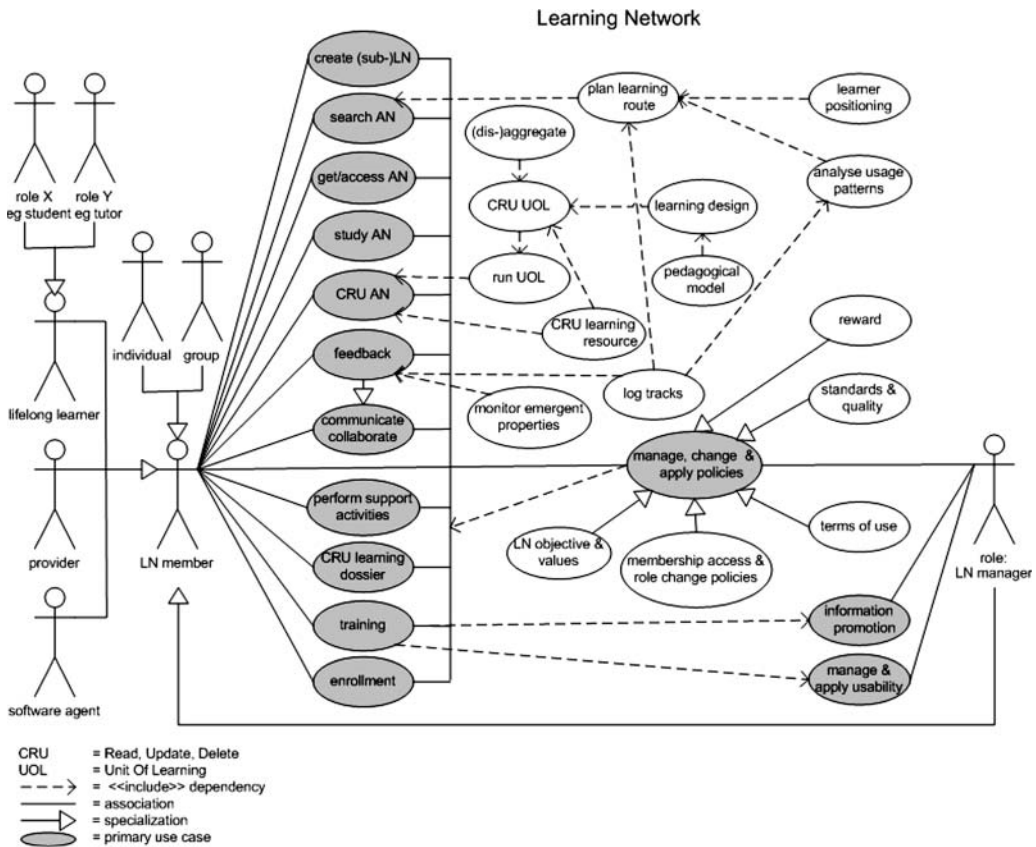 Learning Network
create (sub-)LN
search AN
get/access AN
study AN
CRU AN
feedback
communicate
collaborate
perform support
activities
CRU learning
dossier
training
enrollment
role X
eg student
role Y
eg tutor
individual
group
lifelong learner
provider
software agent
LN member
plan learning
route
learner
positioning
(dis-)aggregate
analyse usage
patterns
CRU UOL
learning design
run UOL
pedagogical
model
CRU learning
resource
reward
log tracks
standards &
quality
monitor emergent
properties
manage, change &
apply policies
terms of use
LN objective &
values
membership access &
role change policies
role:
LN manager
information
promotion
manage &
apply usability
CRU = Read, Update, Delete
UOL = Unit Of Learning
= <<include>> dependency
= association
= specialization
= primary use case